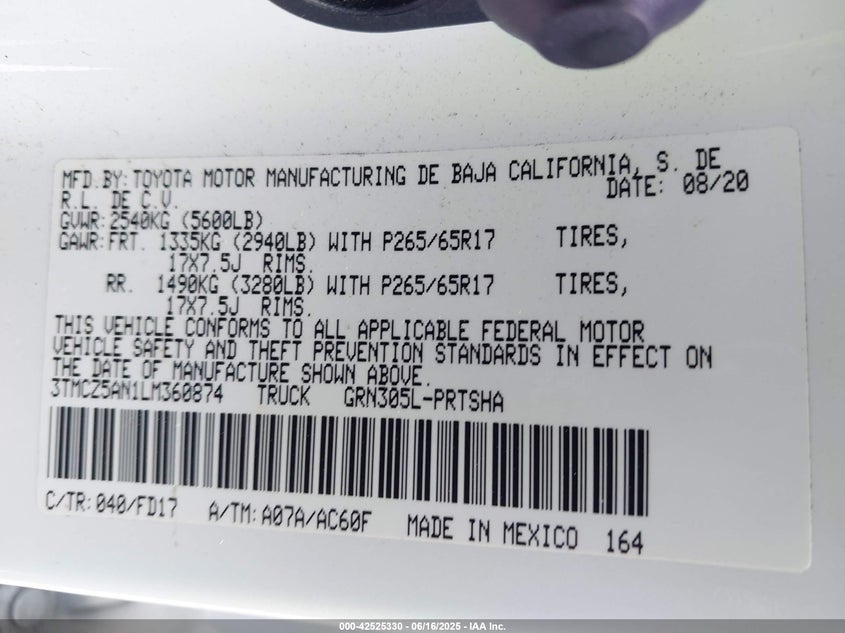 MFD.BY: TOYOTA MOTOR MANUFACTURING DE BAJA CALIFORNIA, S. DE
R.L. DE C.V. DATE: 08/20
GVWR: 2540KG (5600LB)
GAWR: FRT. 1335KG (2940LB) WITH P265/65R17 TIRES,
17X7.5J RIMS.
RR. 1490KG (3280LB) WITH P265/65R17 TIRES,
17X7.5J RIMS.
THIS VEHICLE CONFORMS TO ALL APPLICABLE FEDERAL MOTOR
VEHICLE SAFETY AND THEFT PREVENTION STANDARDS IN EFFECT ON
THE DATE OF MANUFACTURE SHOWN ABOVE.
3TMCZ5AN1LM360874 TRUCK GRN305L-PRTSHA
C/TR: 040/FD17 A/TM: A07A/AC60F MADE IN MEXICO 164
000-42525330 - 06/16/2025 - IAA Inc.